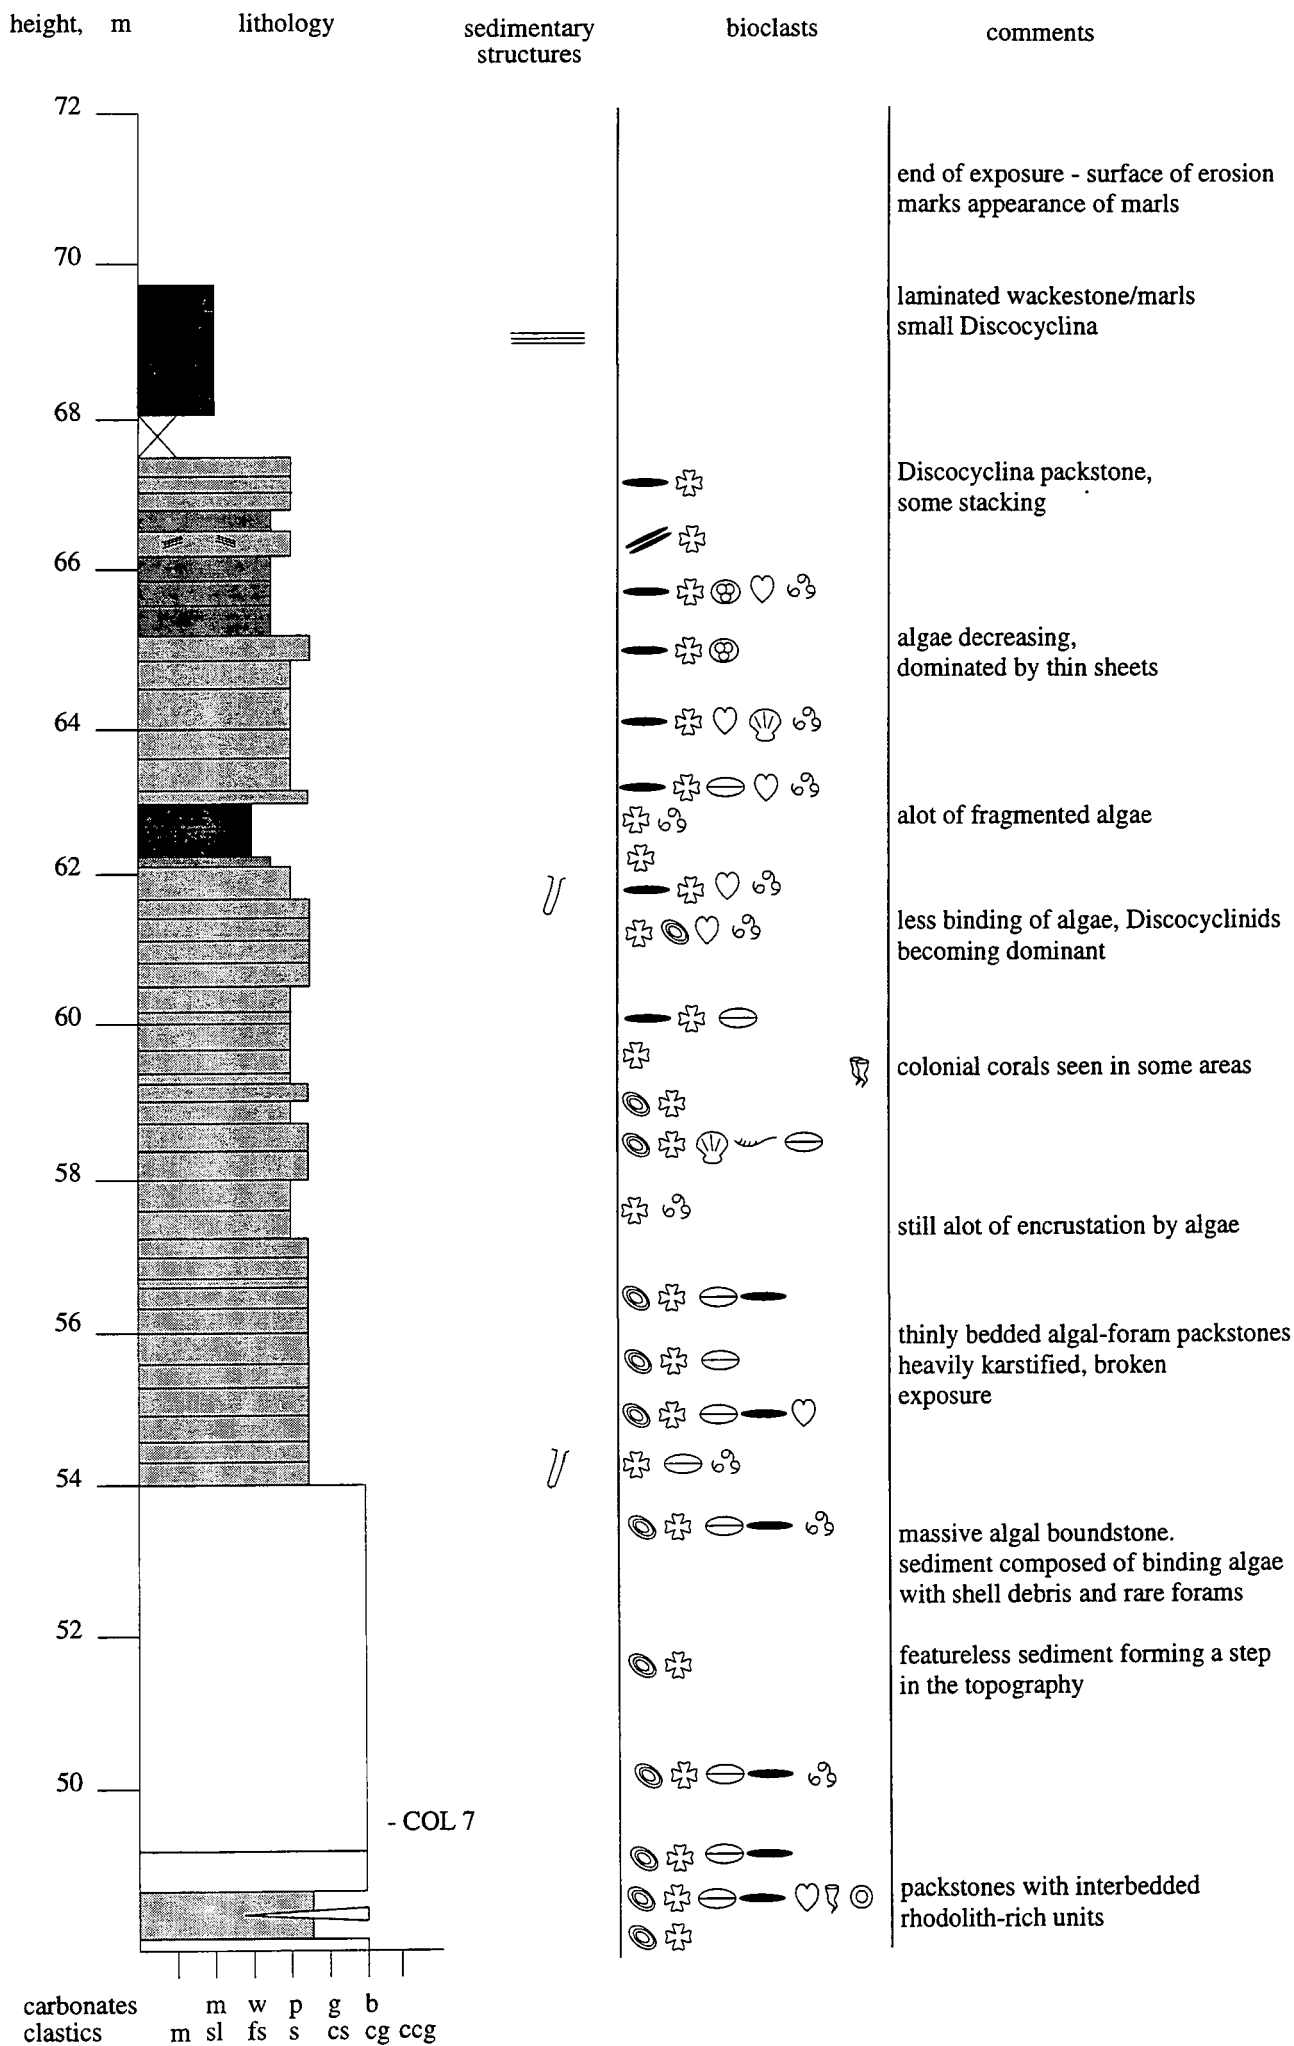 height, m lithology sedimentary structures bioclasts comments
72
end of exposure - surface of erosion
marks appearance of marls
70
laminated wackestone/marls
small Discocyclina
68
Discocyclina packstone,
some stacking
66
algae decreasing,
dominated by thin sheets
64
alot of fragmented algae
62
less binding of algae, Discocyclinids
becoming dominant
60
colonial corals seen in some areas
58
still alot of encrustation by algae
56
thinly bedded algal-foram packstones
heavily karstified, broken
exposure
54
massive algal boundstone.
sediment composed of binding algae
with shell debris and rare forams
52
featureless sediment forming a step
in the topography
50
- COL 7
packstones with interbedded
rhodolith-rich units
carbonates m w p g b
clastics m sl fs s cs cg ccg